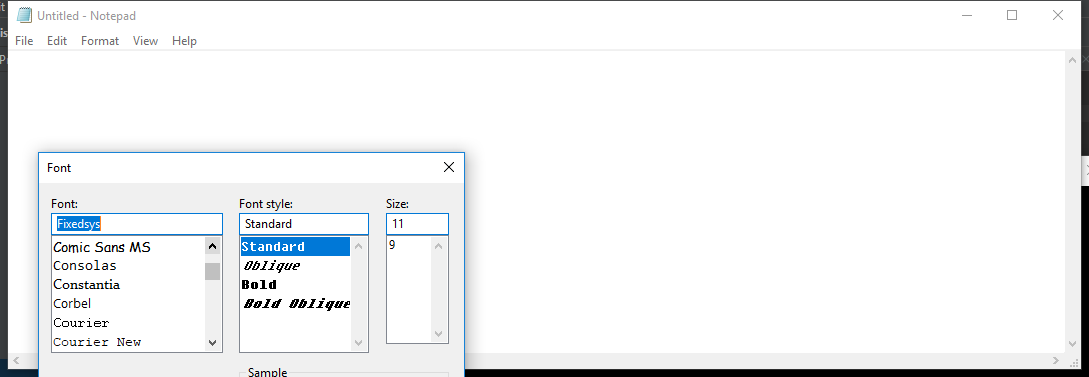 Untitled - Notepad
File Edit Format View Help
Font
Font: Font style: Size:
Fixedsys Standard 11
Comic Sans MS Standard 9
Consolas Oblique
Constantia Bold
Corbel Bold Oblique
Courier
Courier New
Sample